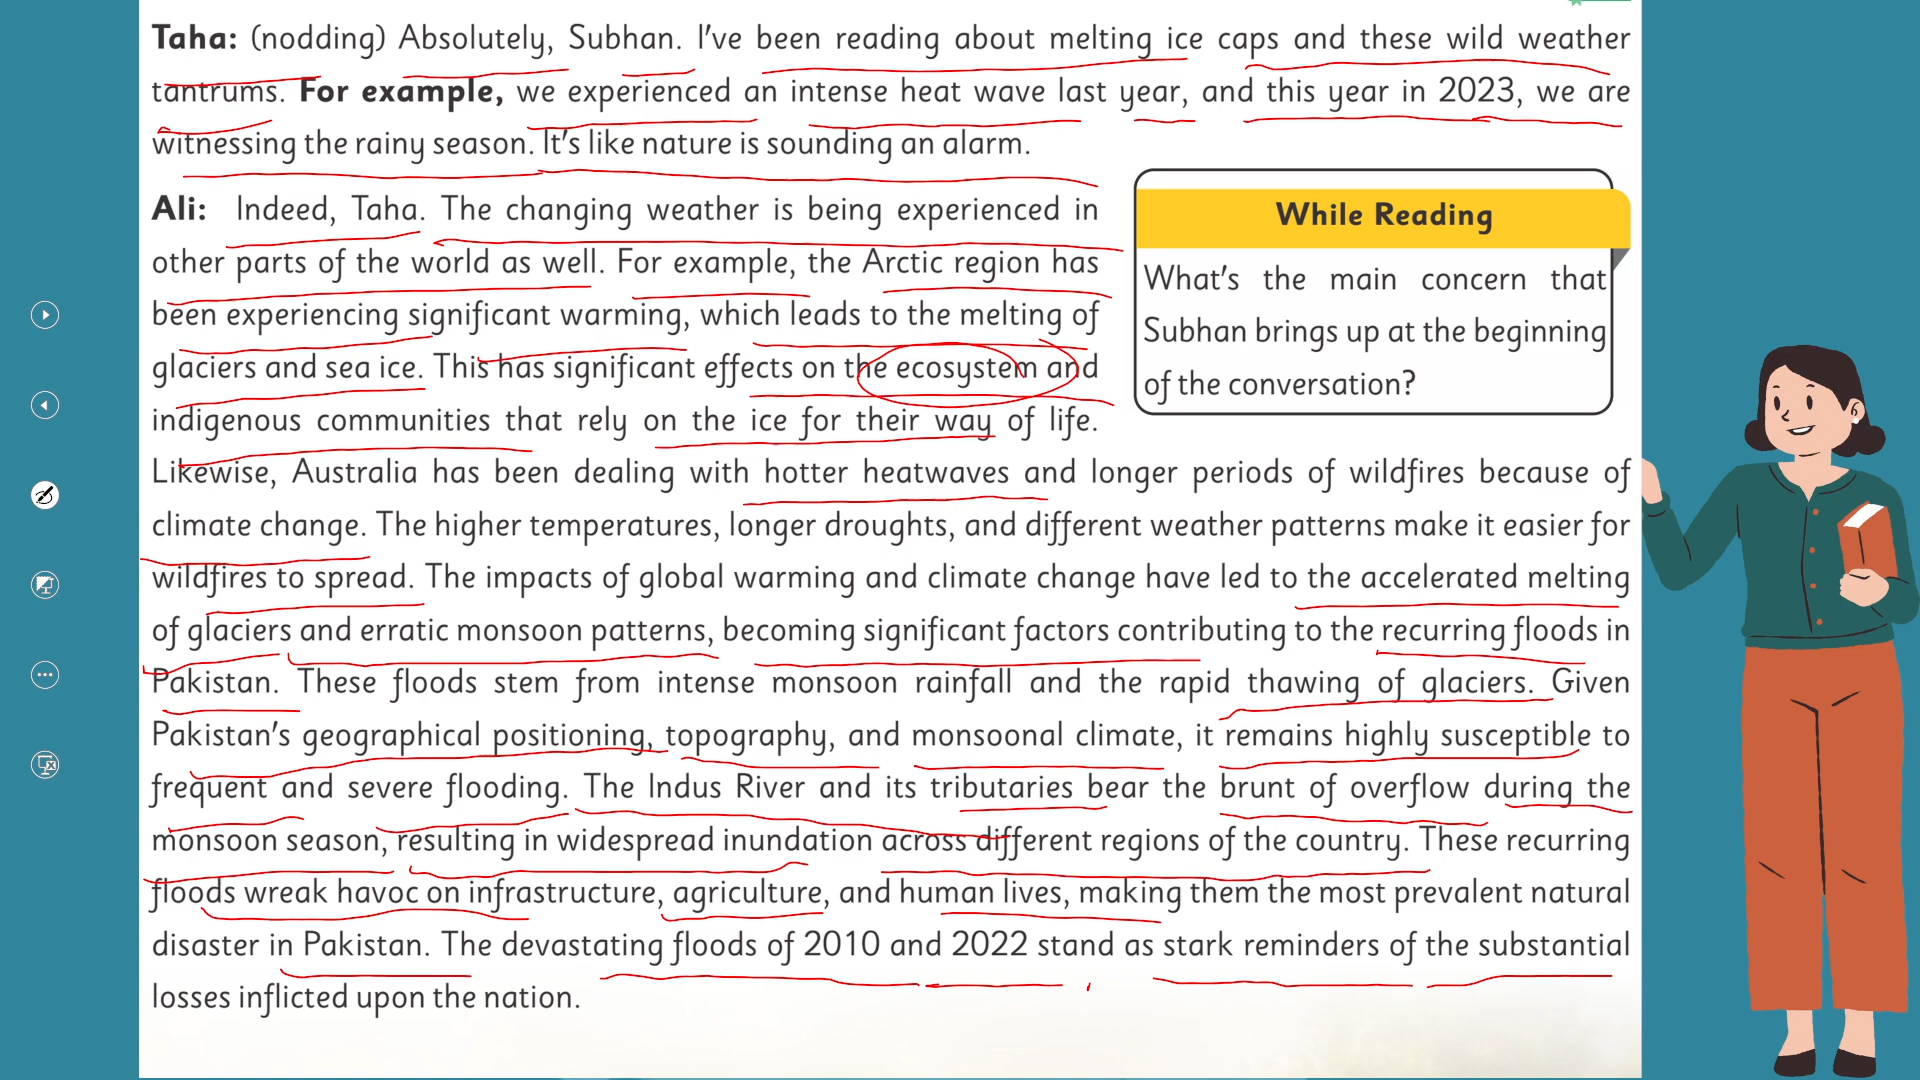 Taha: (nodding) Absolutely, Subhan. I've been reading about melting ice caps and these wild weather
tantrums. For example, we experienced an intense heat wave last year, and this year in 2023, we are
witnessing the rainy season. It's like nature is sounding an alarm.
Ali: Indeed, Taha. The changing weather is being experienced in
other parts of the world as well. For example, the Arctic region has
been experiencing significant warming, which leads to the melting of
glaciers and sea ice. This has significant effects on the ecosystem and
indigenous communities that rely on the ice for their way of life.
While Reading
What's the main concern that
Subhan brings up at the beginning
of the conversation?
Likewise, Australia has been dealing with hotter heatwaves and longer periods of wildfires because of
climate change. The higher temperatures, longer droughts, and different weather patterns make it easier for
wildfires to spread. The impacts of global warming and climate change have led to the accelerated melting
of glaciers and erratic monsoon patterns, becoming significant factors contributing to the recurring floods in
Pakistan. These floods stem from intense monsoon rainfall and the rapid thawing of glaciers. Given
Pakistan's geographical positioning, topography, and monsoonal climate, it remains highly susceptible to
frequent and severe flooding. The Indus River and its tributaries bear the brunt of overflow during the
monsoon season, resulting in widespread inundation across different regions of the country. These recurring
floods wreak havoc on infrastructure, agriculture, and human lives, making them the most prevalent natural
disaster in Pakistan. The devastating floods of 2010 and 2022 stand as stark reminders of the substantial
losses inflicted upon the nation.